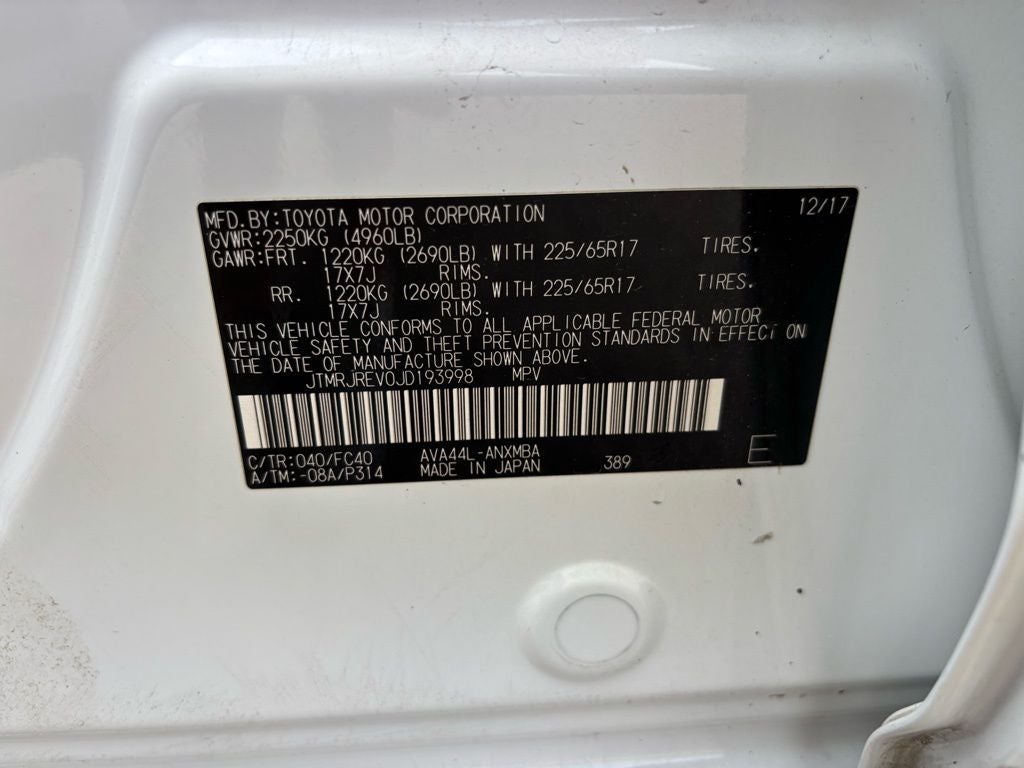 MFD.BY:TOYOTA MOTOR CORPORATION 12/17
GVWR:2250KG (4960LB)
GAWR:FRT. 1220KG (2690LB) WITH 225/65R17 TIRES.
17X7J RIMS.
RR. 1220KG (2690LB) WITH 225/65R17 TIRES.
17X7J RIMS.
THIS VEHICLE CONFORMS TO ALL APPLICABLE FEDERAL MOTOR
VEHICLE SAFETY AND THEFT PREVENTION STANDARDS IN EFFECT ON
THE DATE OF MANUFACTURE SHOWN ABOVE.
JTMRJREV0JD193998 MPV
C/TR:040/FC40 AVA44L-ANXMBA
A/TM:-08A/P314 MADE IN JAPAN 389 E